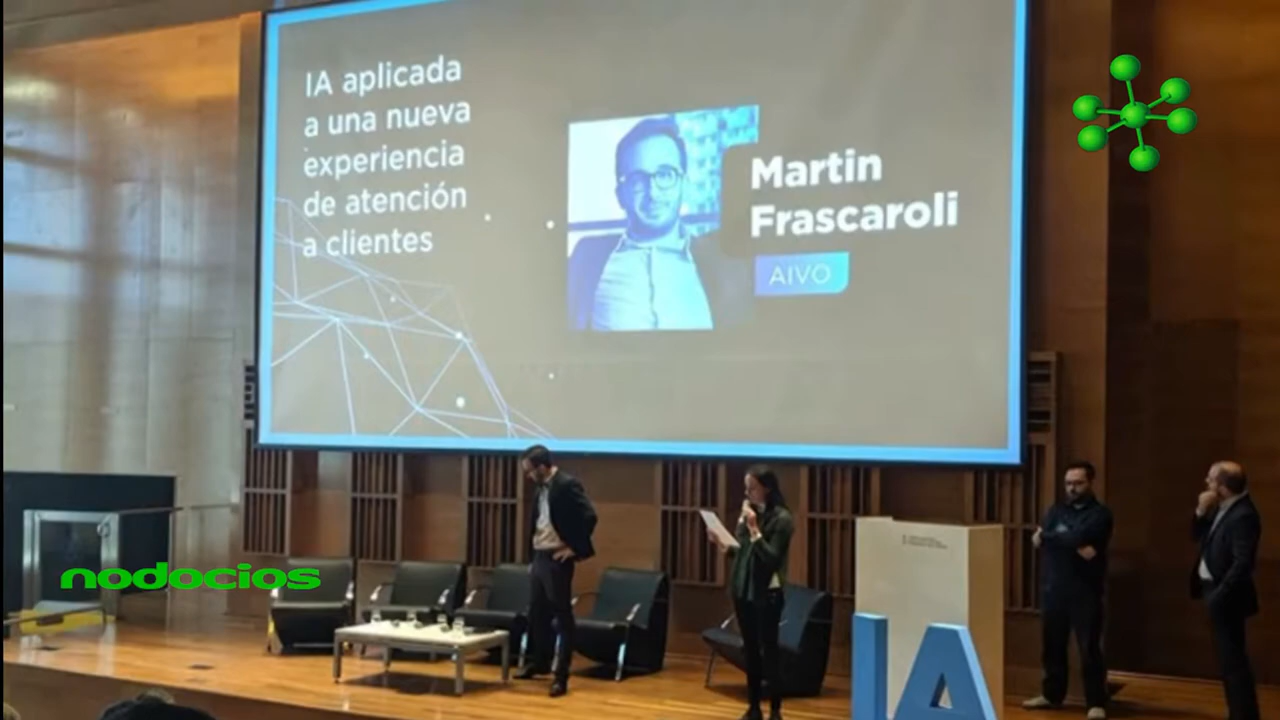 IA aplicada
a una nueva
experiencia
de atención
a clientes
Martin
Frascaroli
AIVO
nodocios
IA